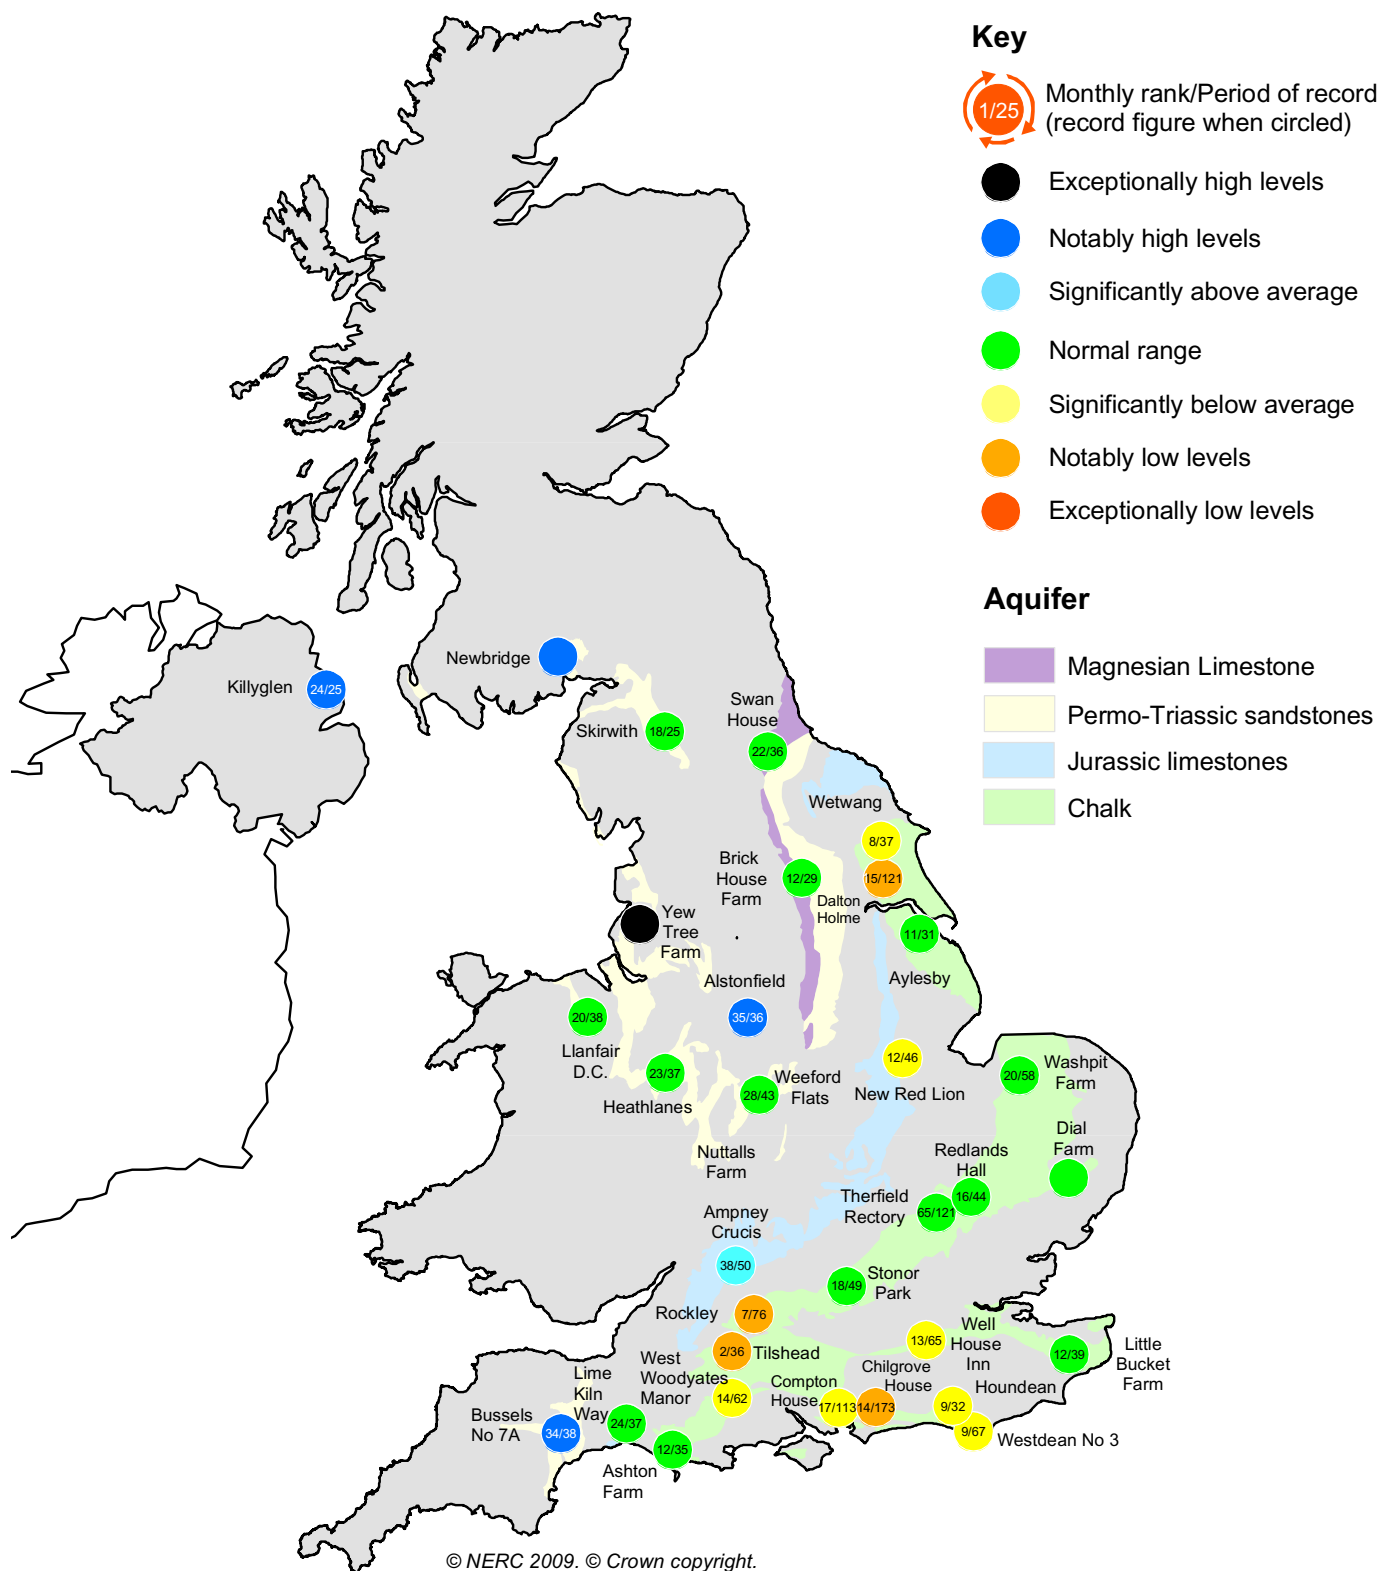 Key
1/25
Monthly rank/Period of record
(record figure when circled)
Exceptionally high levels
Notably high levels
Significantly above average
Normal range
Significantly below average
Notably low levels
Exceptionally low levels
Aquifer
Magnesian Limestone
Permo-Triassic sandstones
Jurassic limestones
Chalk
Newbridge
Killyglen
24/25
Skirwith
18/25
Swan
House
22/36
Wetwang
8/37
Brick
House
Farm
12/29
15/121
Dalton
Holme
Yew
Tree
Farm
11/31
Aylesby
Alstonfield
35/36
20/38
Llanfair
D.C.
23/37
Heathlanes
28/43
Weeford
Flats
12/46
New Red Lion
20/58
Washpit
Farm
Nuttalls
Farm
Dial
Farm
Redlands
Hall
16/44
Therfield
Rectory
65/121
Ampney
Crucis
38/50
18/49
Stonor
Park
Rockley
7/76
2/36
Tilshead
13/65
Well
House
Inn
12/39
Little
Bucket
Farm
West
Woodyates
Manor
14/62
Compton
House
17/113
Chilgrove
House
14/173
Houndean
9/32
9/67
Westdean No 3
Lime
Kiln
Way
24/37
Bussels
No 7A
34/38
12/35
Ashton
Farm
© NERC 2009. © Crown copyright.